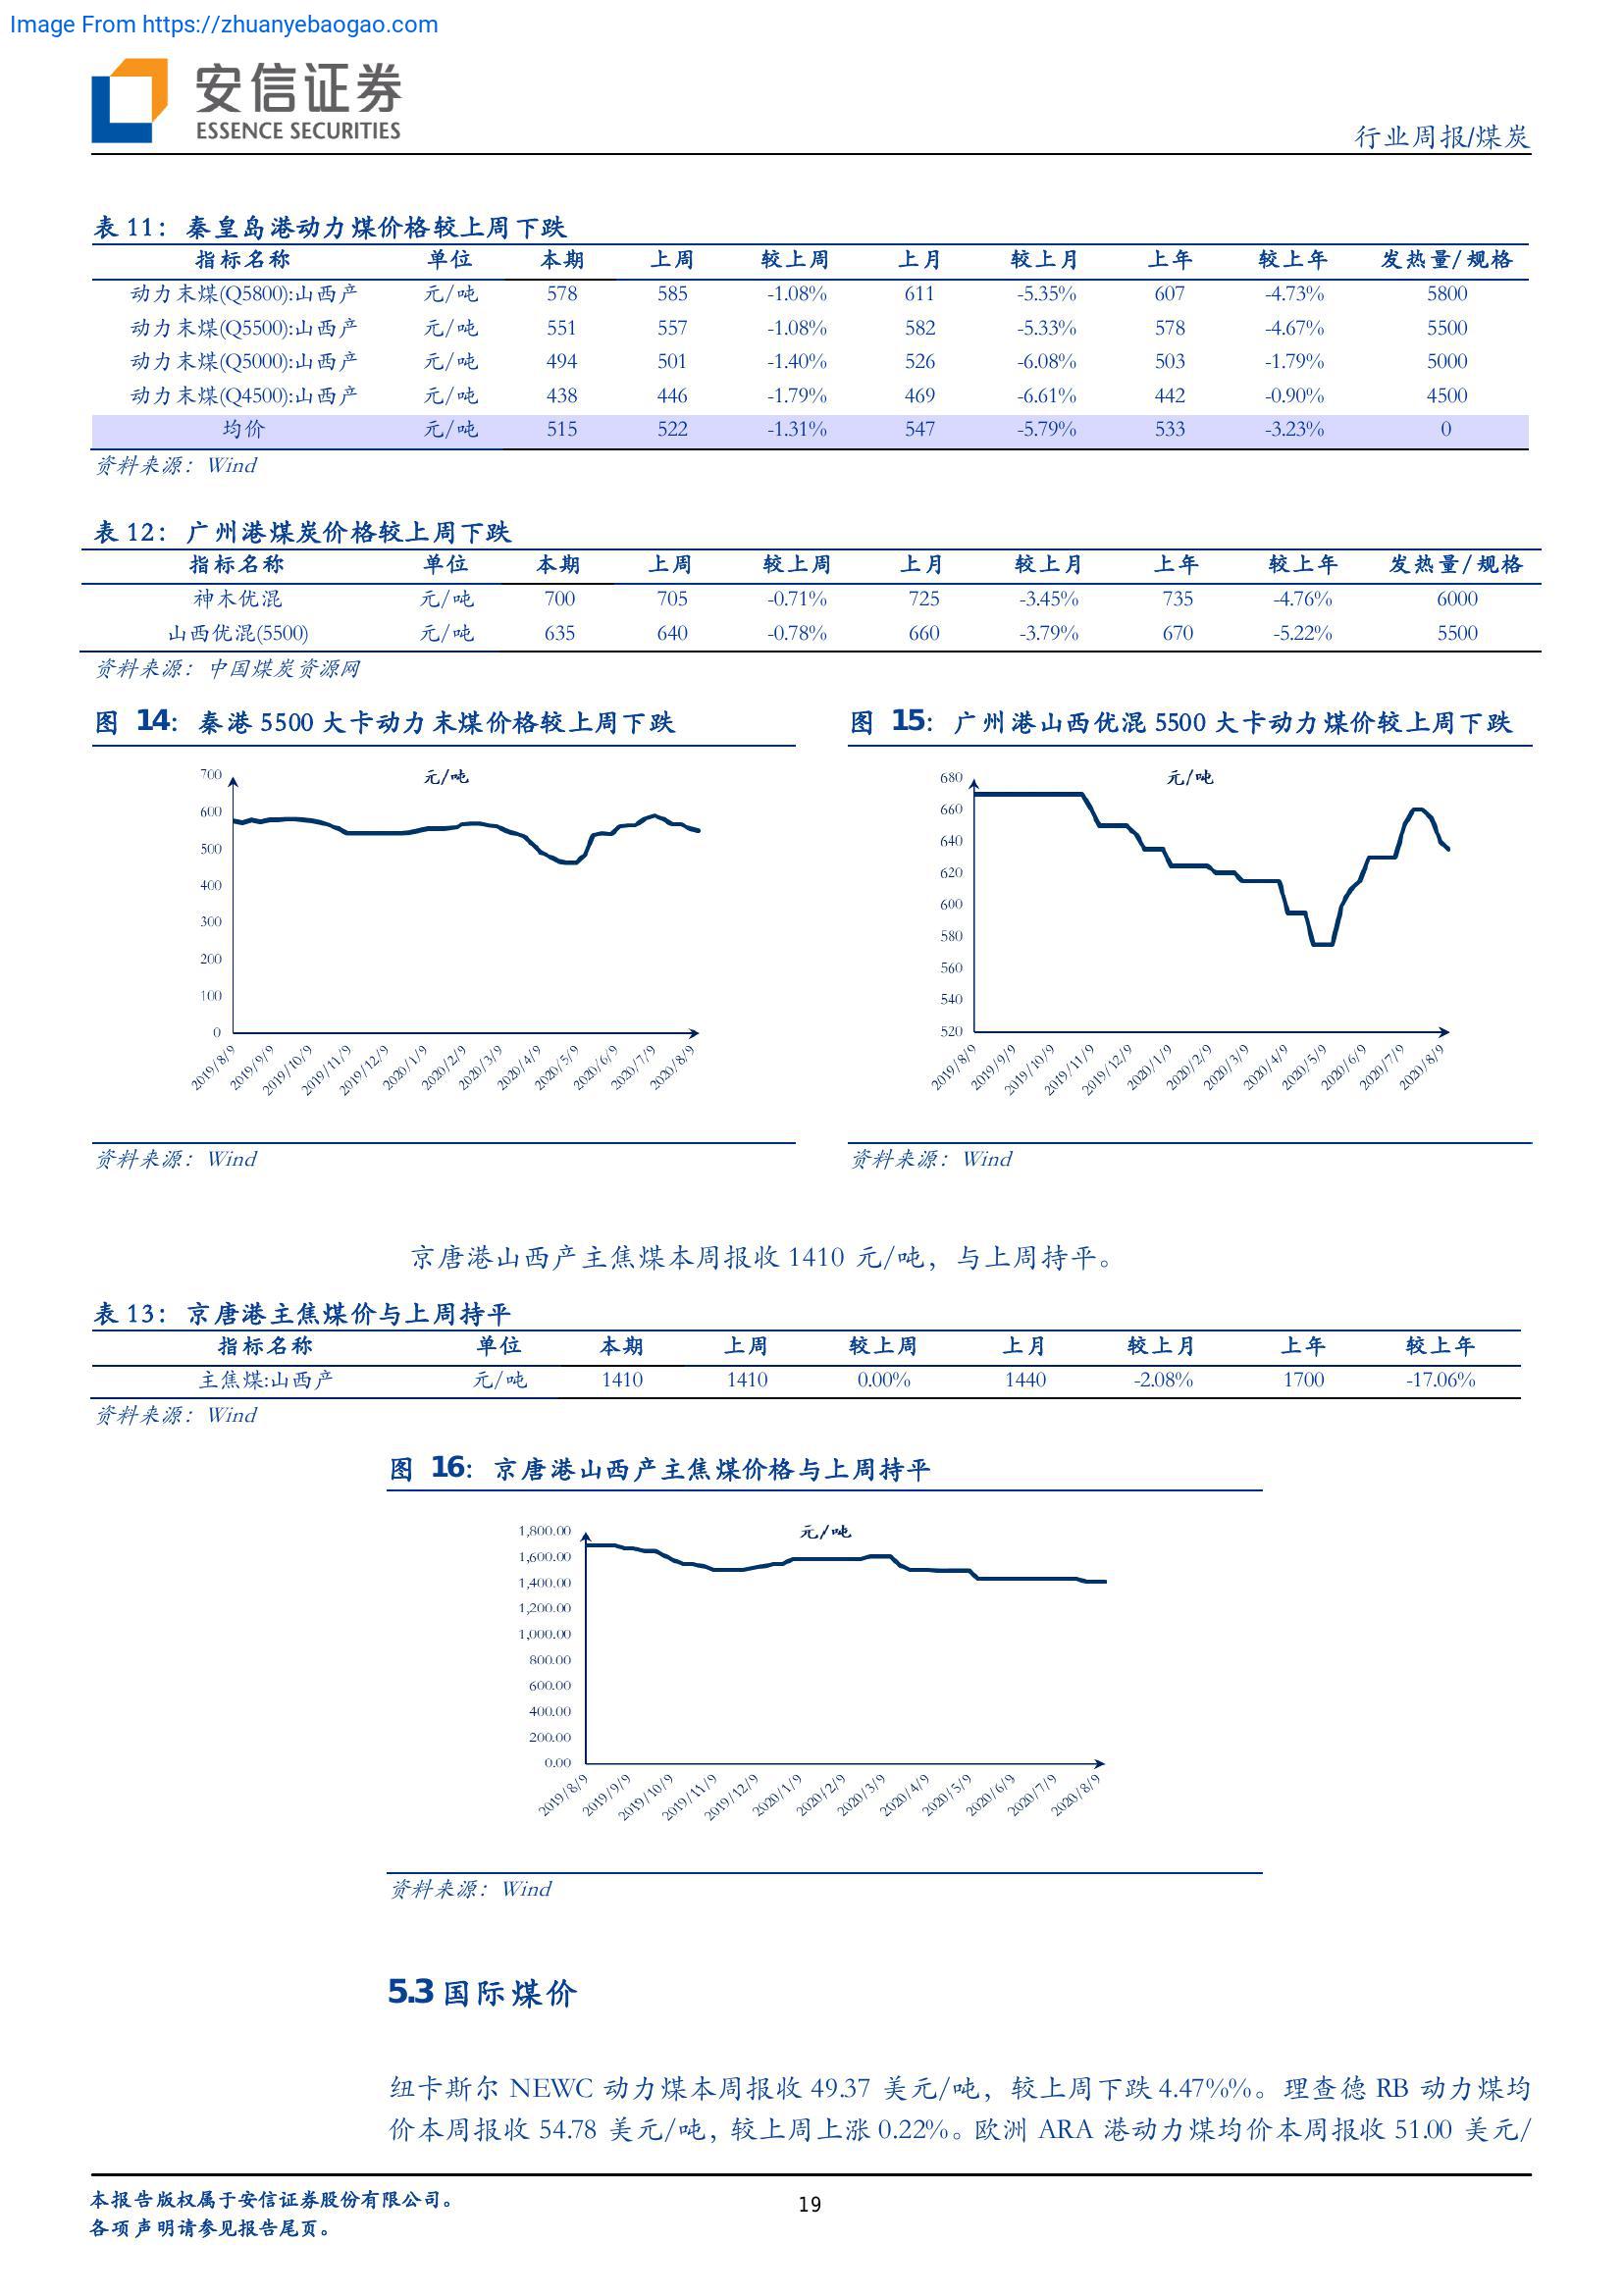 Image From https://zhuanyebaogao.com
安信证券
ESSENCE SECURITIES
行业周报/煤炭
表 11：秦皇岛港动力煤价格较上周下跌
指标名称 单位 本期 上周 较上周 上月 较上月 上年 较上年 发热量/规格
动力末煤(Q5800):山西产 元/吨 578 585 -1.08% 611 -5.35% 607 -4.73% 5800
动力末煤(Q5500):山西产 元/吨 551 557 -1.08% 582 -5.33% 578 -4.67% 5500
动力末煤(Q5000):山西产 元/吨 494 501 -1.40% 526 -6.08% 503 -1.79% 5000
动力末煤(Q4500):山西产 元/吨 438 446 -1.79% 469 -6.61% 442 -0.90% 4500
均价 元/吨 515 522 -1.31% 547 -5.79% 533 -3.23% 0
资料来源：Wind
表 12：广州港煤炭价格较上周下跌
指标名称 单位 本期 上周 较上周 上月 较上月 上年 较上年 发热量/规格
神木优混 元/吨 700 705 -0.71% 725 -3.45% 735 -4.76% 6000
山西优混(5500) 元/吨 635 640 -0.78% 660 -3.79% 670 -5.22% 5500
资料来源：中国煤炭资源网
图 14：秦港 5500 大卡动力末煤价格较上周下跌
元/吨
700
600
500
400
300
200
100
0
2019/8/9 2019/9/9 2019/10/9 2019/11/9 2019/12/9 2020/1/9 2020/2/9 2020/3/9 2020/4/9 2020/5/9 2020/6/9 2020/7/9 2020/8/9
资料来源：Wind
图 15：广州港山西优混 5500 大卡动力煤价较上周下跌
元/吨
680
660
640
620
600
580
560
540
520
2019/8/9 2019/9/9 2019/10/9 2019/11/9 2019/12/9 2020/1/9 2020/2/9 2020/3/9 2020/4/9 2020/5/9 2020/6/9 2020/7/9 2020/8/9
资料来源：Wind
京唐港山西产主焦煤本周报收 1410 元/吨，与上周持平。
表 13：京唐港主焦煤价与上周持平
指标名称 单位 本期 上周 较上周 上月 较上月 上年 较上年
主焦煤:山西产 元/吨 1410 1410 0.00% 1440 -2.08% 1700 -17.06%
资料来源：Wind
图 16：京唐港山西产主焦煤价格与上周持平
元/吨
1,800.00
1,600.00
1,400.00
1,200.00
1,000.00
800.00
600.00
400.00
200.00
0.00
2019/8/9 2019/9/9 2019/10/9 2019/11/9 2019/12/9 2020/1/9 2020/2/9 2020/3/9 2020/4/9 2020/5/9 2020/6/9 2020/7/9 2020/8/9
资料来源：Wind
5.3 国际煤价
纽卡斯尔 NEWC 动力煤本周报收 49.37 美元/吨，较上周下跌 4.47%%。理查德 RB 动力煤均
价本周报收 54.78 美元/吨，较上周上涨 0.22%。欧洲 ARA 港动力煤均价本周报收 51.00 美元/
本报告版权属于安信证券股份有限公司。
各项声明请参见报告尾页。
19